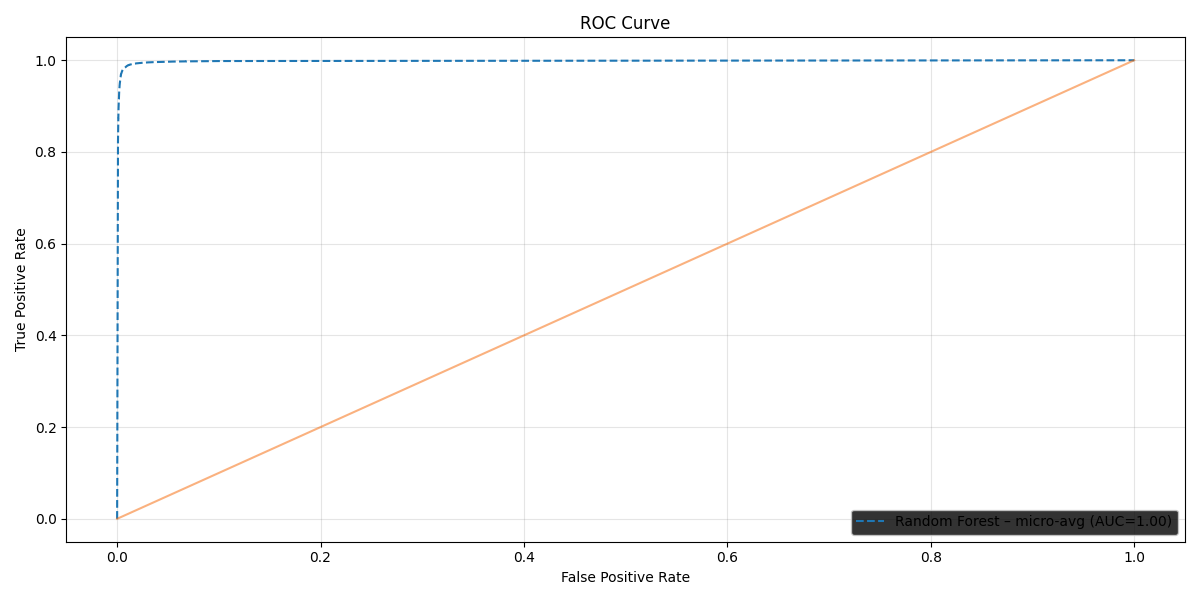 ROC Curve
True Positive Rate
1.0
0.8
0.6
0.4
0.2
0.0
0.0 0.2 0.4 0.6 0.8 1.0
False Positive Rate
Random Forest – micro-avg (AUC=1.00)